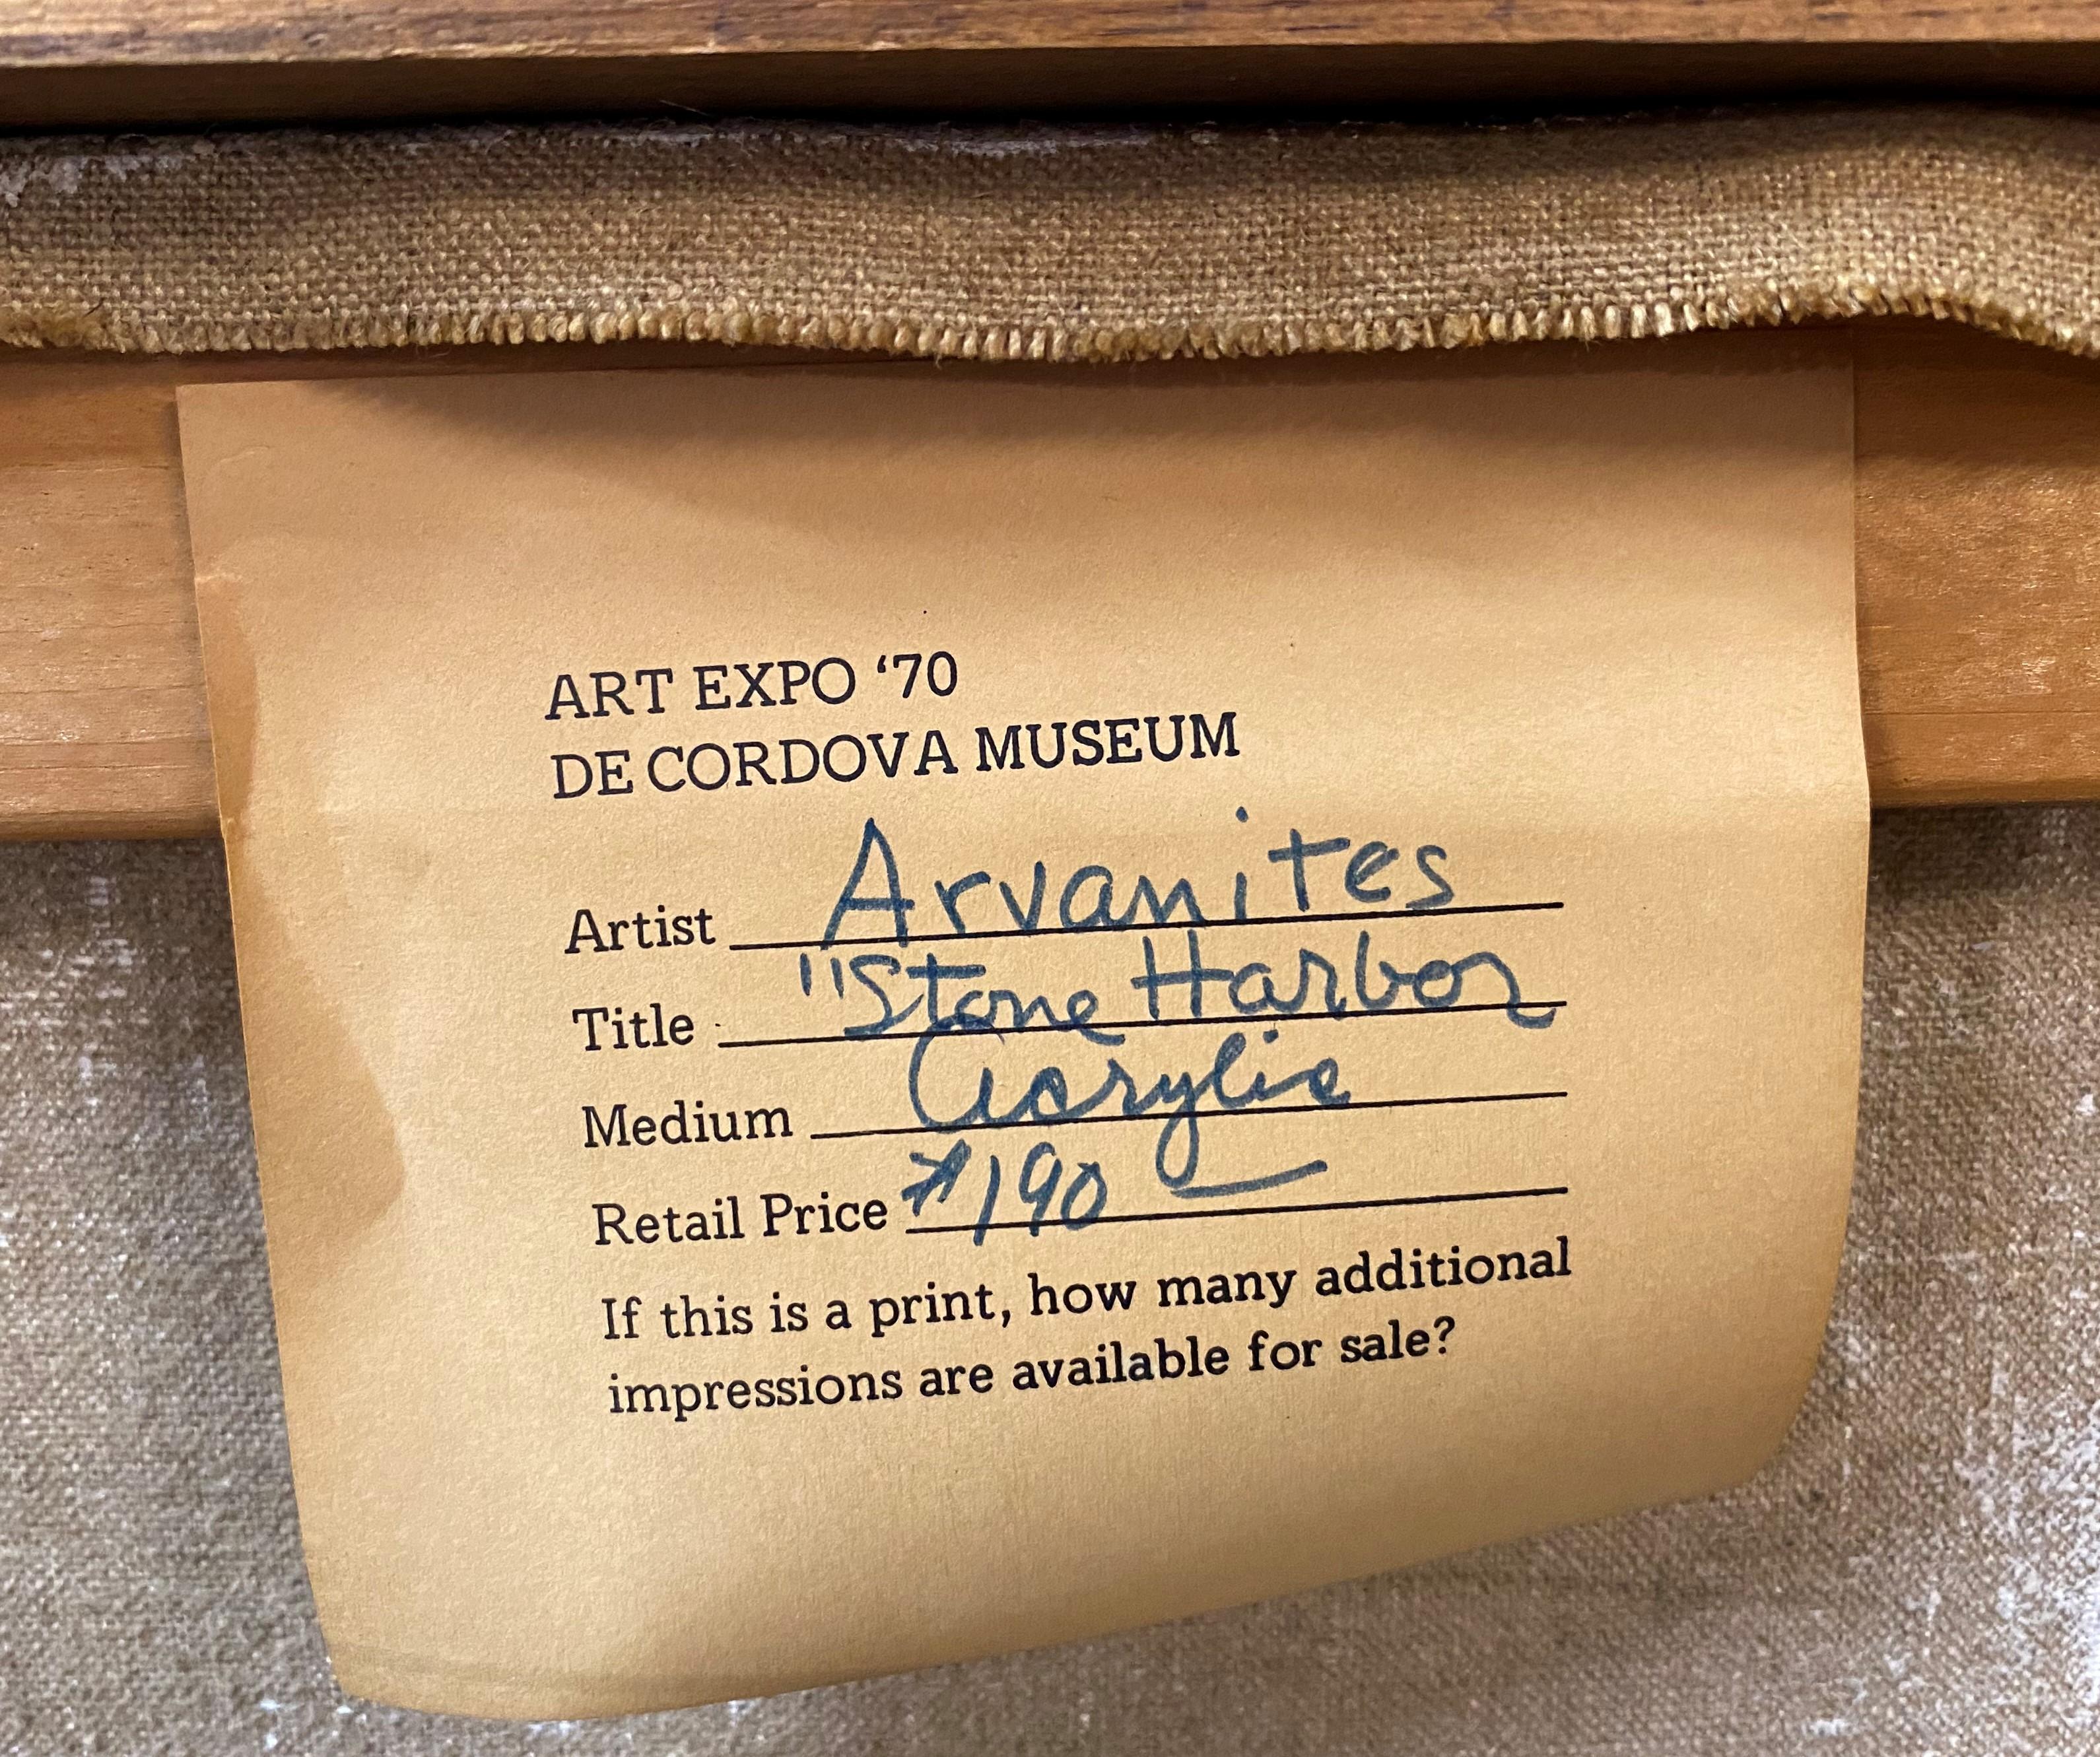 ART EXPO ‘70
DE CORDOVA MUSEUM
Artist Arvanites
Title "Stone Harbor
Medium Acrylic
Retail Price $190
If this is a print, how many additional
impressions are available for sale?